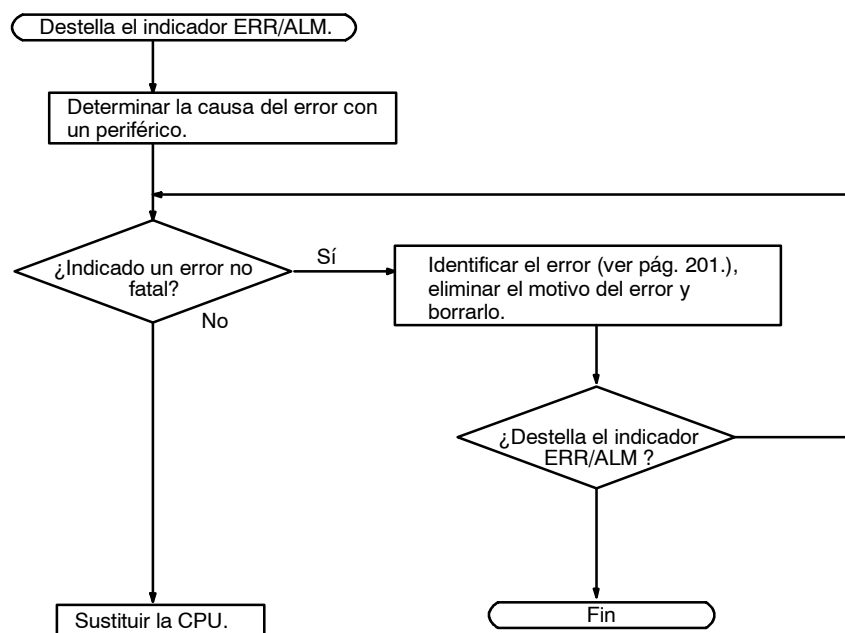 Destella el indicador ERR/ALM.
Determinar la causa del error con
un periférico.
¿Indicado un error no
fatal?
Sí
No
Identificar el error (ver pág. 201.),
eliminar el motivo del error y
borrarlo.
¿Destella el indicador
ERR/ALM ?
Sustituir la CPU.
Fin